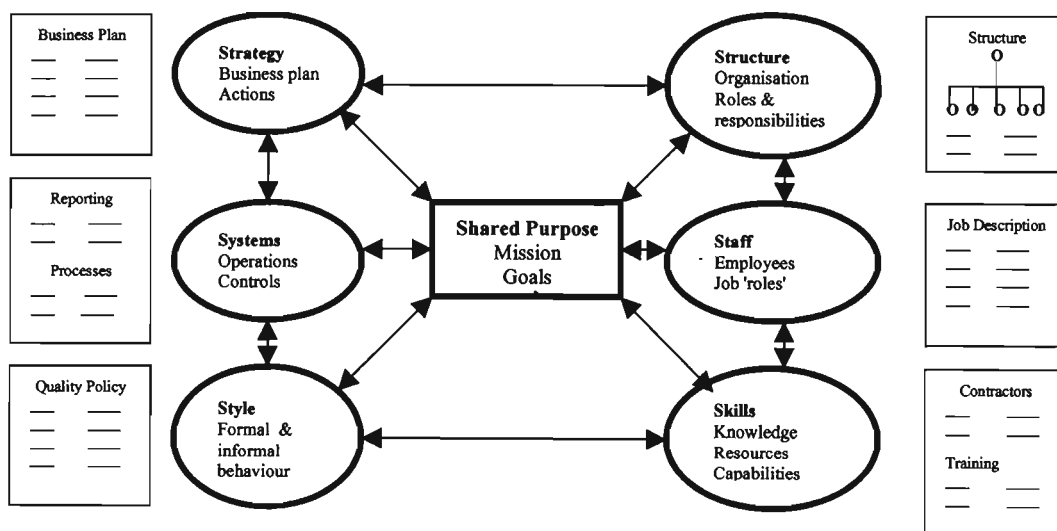 Business Plan
Strategy
Business plan
Actions
Structure
Organisation
Roles &
responsibilities
Structure
Reporting
Processes
Systems
Operations
Controls
Shared Purpose
Mission
Goals
Staff
Employees
Job 'roles'
Job Description
Quality Policy
Style
Formal &
informal
behaviour
Skills
Knowledge
Resources
Capabilities
Contractors
Training